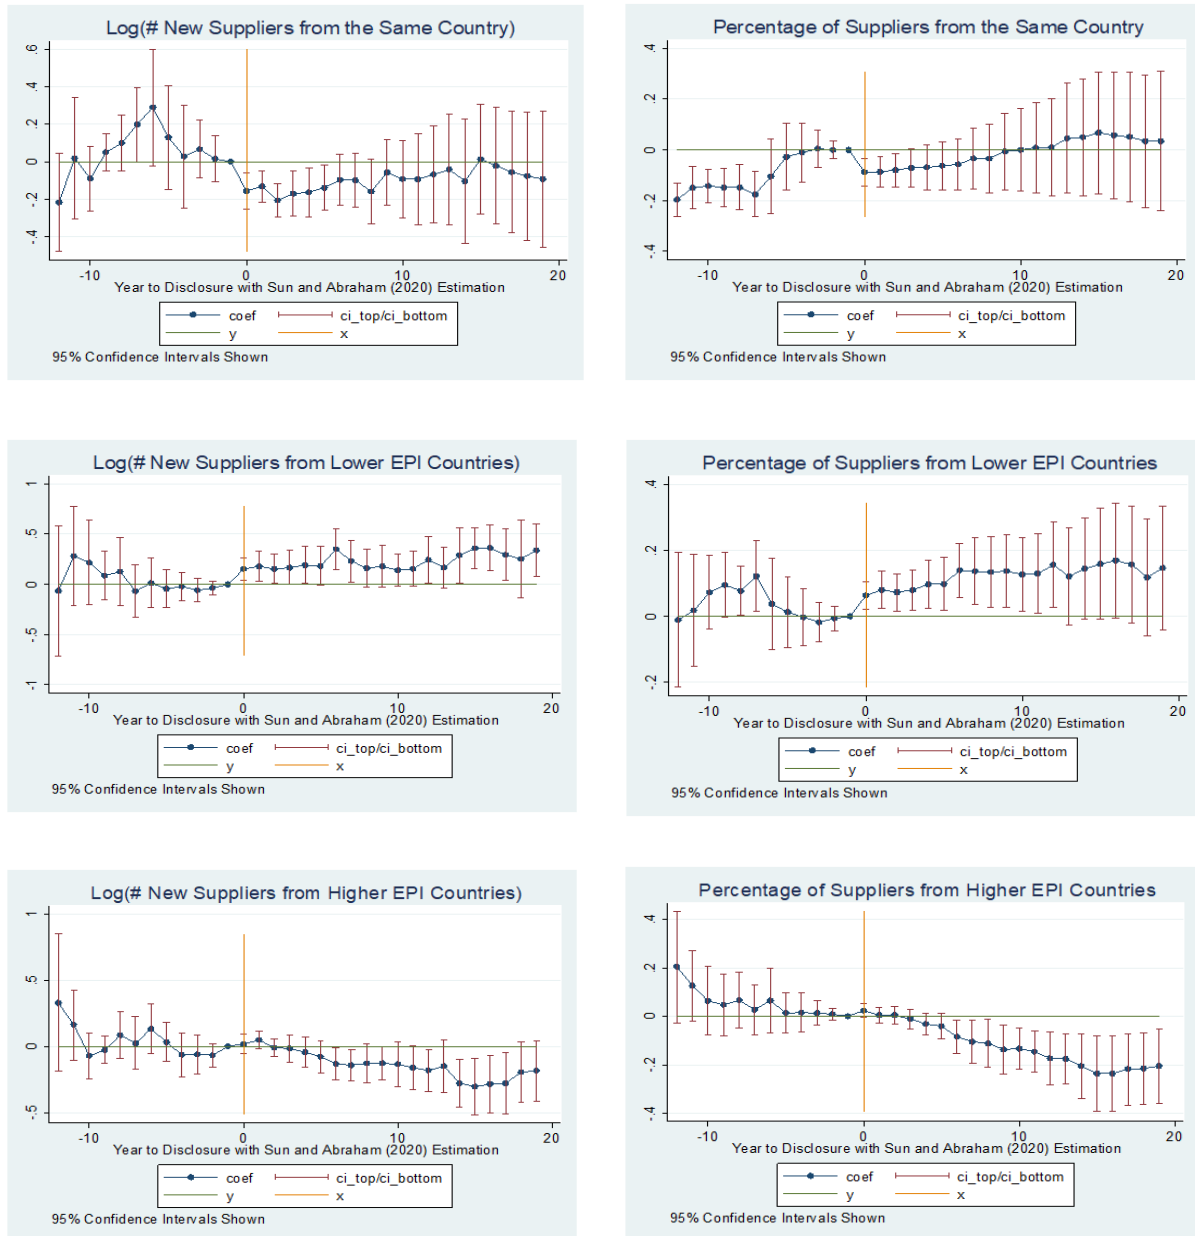 Log(# New Suppliers from the Same Country)
.6
.4
.2
0
-.2
-.4
-10
0
10
20
Year to Disclosure with Sun and Abraham (2020) Estimation
coef
ci_top/ci_bottom
y
x
95% Confidence Intervals Shown
Percentage of Suppliers from the Same Country
.4
.2
0
-.2
-.4
-10
0
10
20
Year to Disclosure with Sun and Abraham (2020) Estimation
coef
ci_top/ci_bottom
y
x
95% Confidence Intervals Shown
Log(# New Suppliers from Lower EPI Countries)
1
.5
0
-.5
-1
-10
0
10
20
Year to Disclosure with Sun and Abraham (2020) Estimation
coef
ci_top/ci_bottom
y
x
95% Confidence Intervals Shown
Percentage of Suppliers from Lower EPI Countries
.4
.2
0
-.2
-10
0
10
20
Year to Disclosure with Sun and Abraham (2020) Estimation
coef
ci_top/ci_bottom
y
x
95% Confidence Intervals Shown
Log(# New Suppliers from Higher EPI Countries)
1
.5
0
-.5
-10
0
10
20
Year to Disclosure with Sun and Abraham (2020) Estimation
coef
ci_top/ci_bottom
y
x
95% Confidence Intervals Shown
Percentage of Suppliers from Higher EPI Countries
.4
.2
0
-.2
-.4
-10
0
10
20
Year to Disclosure with Sun and Abraham (2020) Estimation
coef
ci_top/ci_bottom
y
x
95% Confidence Intervals Shown